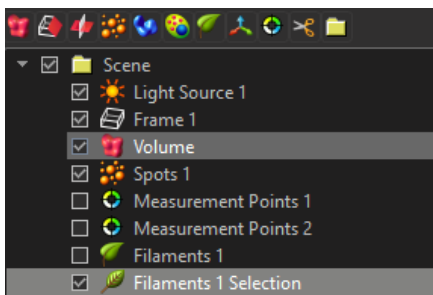 Scene
Light Source 1
Frame 1
Volume
Spots 1
Measurement Points 1
Measurement Points 2
Filaments 1
Filaments 1 Selection